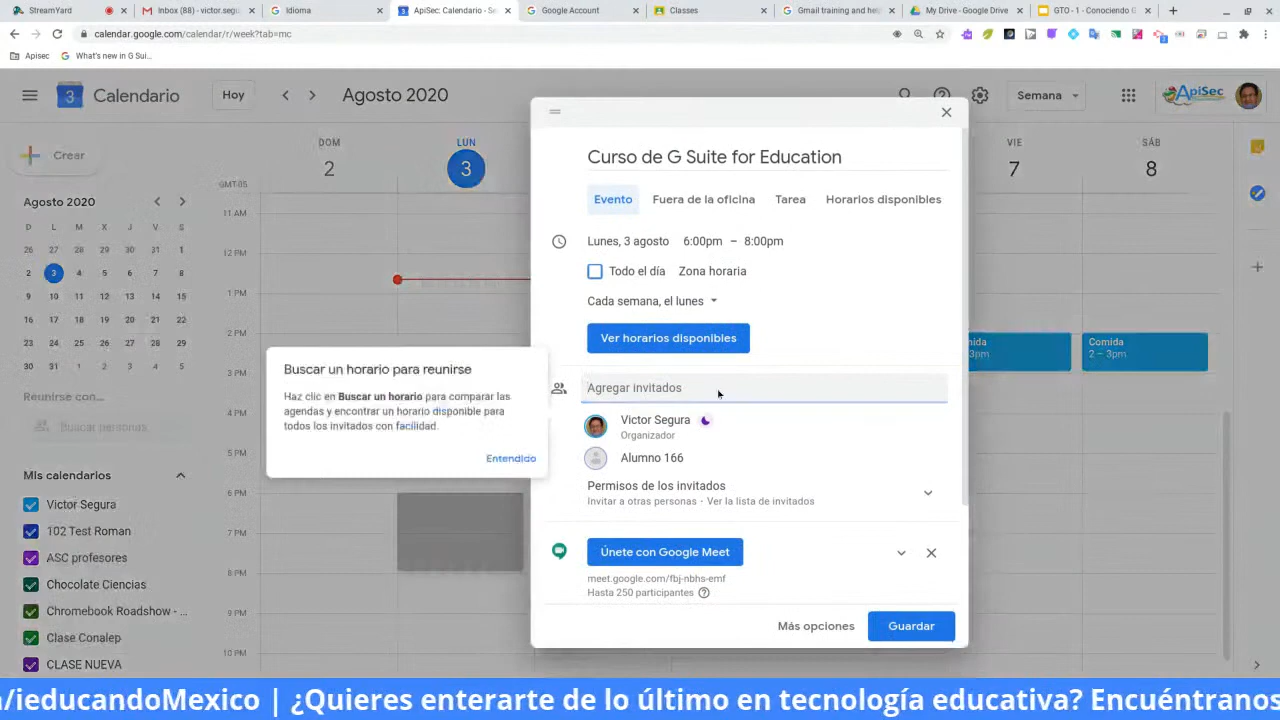 StreamYard
Inbox (88) - victor.segu
Idioma
ApiSec: Calendario - Se
Google Account
Classes
Gmail training and hel
My Drive - Google Drive
GTO - 1 - Conociendo G
calendar.google.com/calendar/r/week?tab=mc
Apisec
What's new in G Sui...
3
Calendario
Hoy
Agosto 2020
Semana
ApiSec
Crear
DOM
2
LUN
3
VIE
7
SÁB
8
GMT-05
11 AM
12 PM
1 PM
2 PM
3 PM
4 PM
5 PM
6 PM
7 PM
8 PM
9 PM
10 PM
Agosto 2020
D L M M J V S
26 27 28 29 30 31 1
2 3 4 5 6 7 8
9 10 11 12 13 14 15
16 17 18 19 20 21 22
23 24 25 26 27 28 29
30 31 1 2 3 4 5
Reunirse con...
Buscar personas
Mis calendarios
Victor Segura
102 Test Roman
ASC profesores
Chocolate Ciencias
Chromebook Roadshow - ...
Clase Conalep
CLASE NUEVA
Buscar un horario para reunirse
Haz clic en Buscar un horario para comparar las
agendas y encontrar un horario disponible para
todos los invitados con facilidad.
Entendido
Curso de G Suite for Education
Evento
Fuera de la oficina
Tarea
Horarios disponibles
Lunes, 3 agosto 6:00pm – 8:00pm
Todo el día Zona horaria
Cada semana, el lunes
Ver horarios disponibles
Agregar invitados
Victor Segura
Organizador
Alumno 166
Permisos de los invitados
Invitar a otras personas - Ver la lista de invitados
Únete con Google Meet
meet.google.com/fbj-nbhs-emf
Hasta 250 participantes
Más opciones
Guardar
3pm
Comida
2 – 3pm
/ieducandoMexico | ¿Quieres enterarte de lo último en tecnología educativa? Encuéntranos